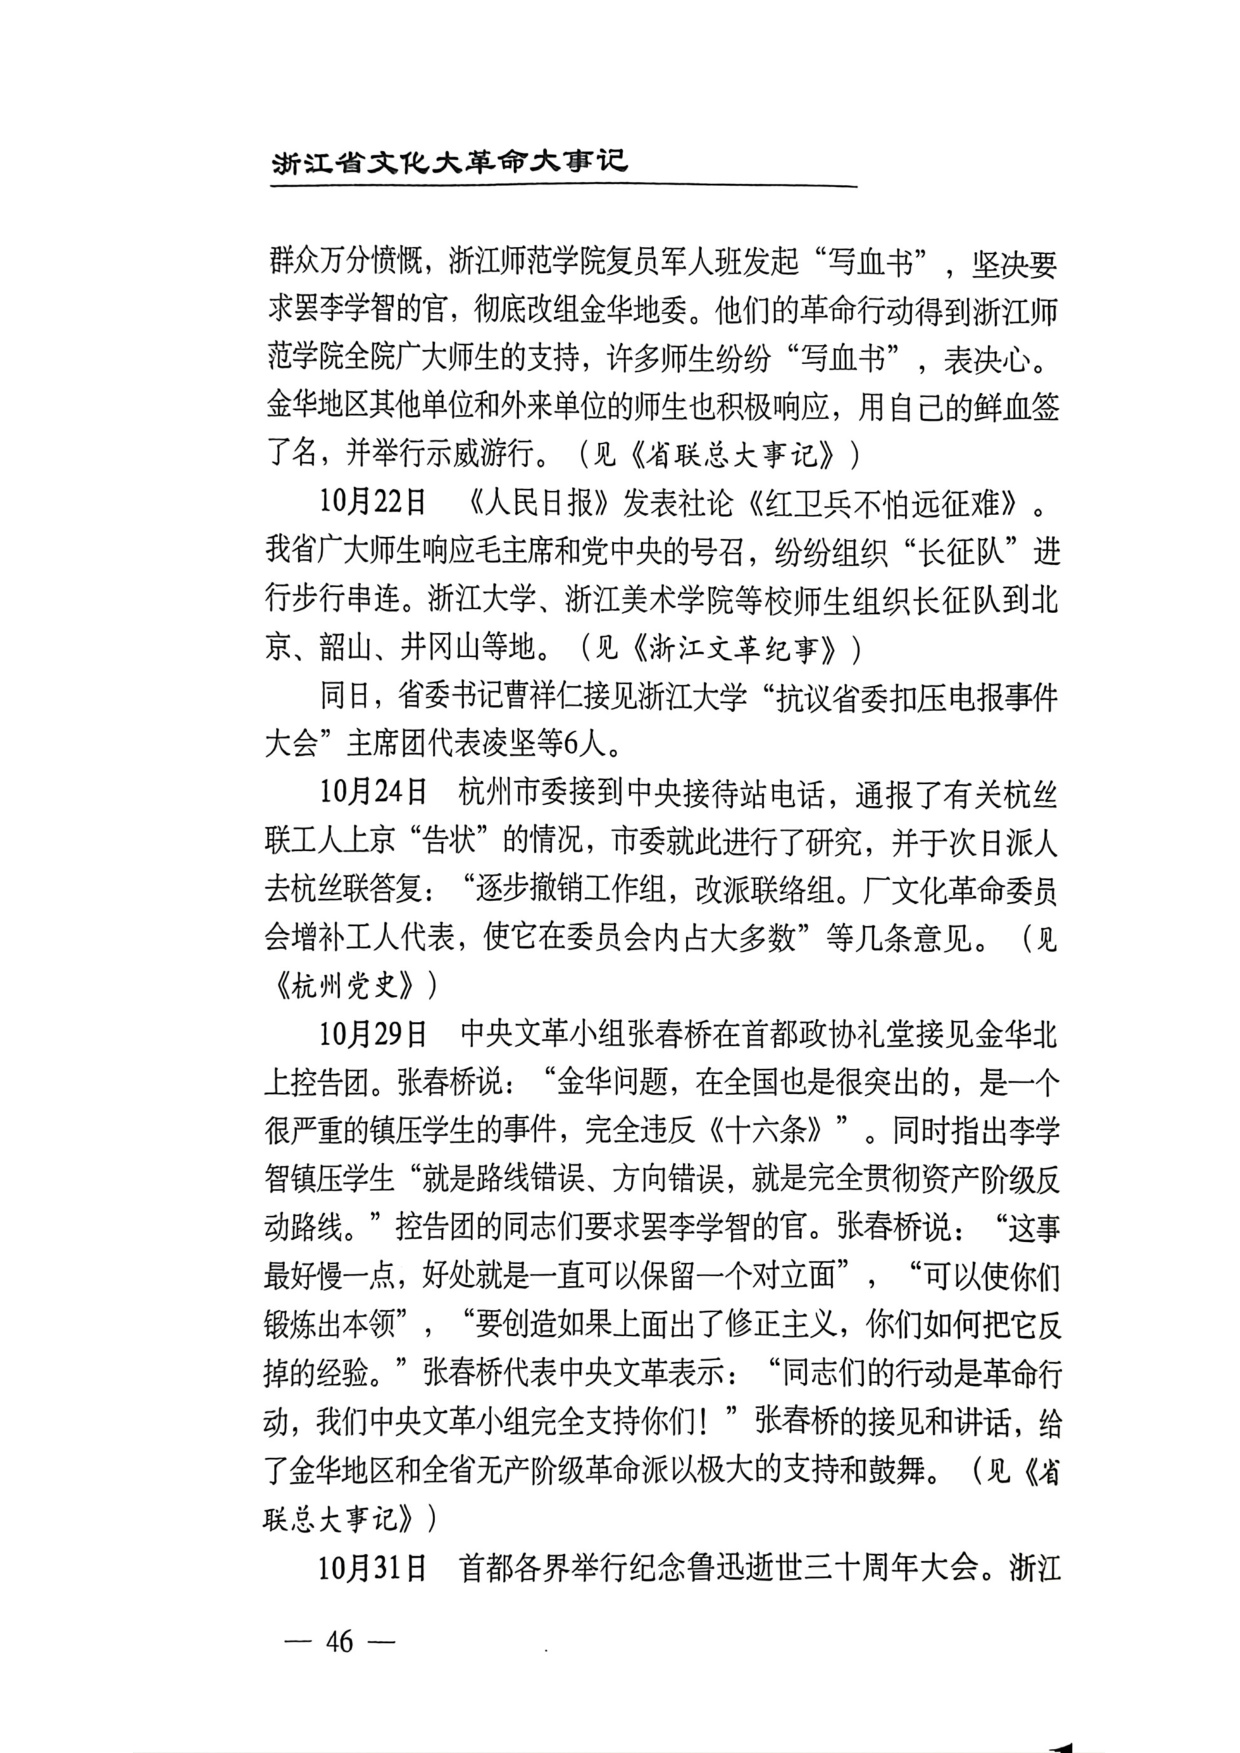 浙江省文化大革命大事记
群众万分愤慨，浙江师范学院复员军人班发起“写血书”，坚决要
求罢李学智的官，彻底改组金华地委。他们的革命行动得到浙江师
范学院全院广大师生的支持，许多师生纷纷“写血书”，表决心。
金华地区其他单位和外来单位的师生也积极响应，用自己的鲜血签
了名，并举行示威游行。（见《省联总大事记》）
10月22日　《人民日报》发表社论《红卫兵不怕远征难》。
我省广大师生响应毛主席和党中央的号召，纷纷组织“长征队”进
行步行串连。浙江大学、浙江美术学院等校师生组织长征队到北
京、韶山、井冈山等地。（见《浙江文革纪事》）
同日，省委书记曹祥仁接见浙江大学“抗议省委扣压电报事件
大会”主席团代表凌坚等6人。
10月24日　杭州市委接到中央接待站电话，通报了有关杭丝
联工人上京“告状”的情况，市委就此进行了研究，并于次日派人
去杭丝联答复：“逐步撤销工作组，改派联络组。厂文化革命委员
会增补工人代表，使它在委员会内占大多数”等几条意见。（见
《杭州党史》）
10月29日　中央文革小组张春桥在首都政协礼堂接见金华北
上控告团。张春桥说：“金华问题，在全国也是很突出的，是一个
很严重的镇压学生的事件，完全违反《十六条》”。同时指出李学
智镇压学生“就是路线错误、方向错误，就是完全贯彻资产阶级反
动路线。”控告团的同志们要求罢李学智的官。张春桥说：“这事
最好慢一点，好处就是一直可以保留一个对立面”，“可以使你们
锻炼出本领”，“要创造如果上面出了修正主义，你们如何把它反
掉的经验。”张春桥代表中央文革表示：“同志们的行动是革命行
动，我们中央文革小组完全支持你们！”张春桥的接见和讲话，给
了金华地区和全省无产阶级革命派以极大的支持和鼓舞。（见《省
联总大事记》）
10月31日　首都各界举行纪念鲁迅逝世三十周年大会。浙江
— 46 —